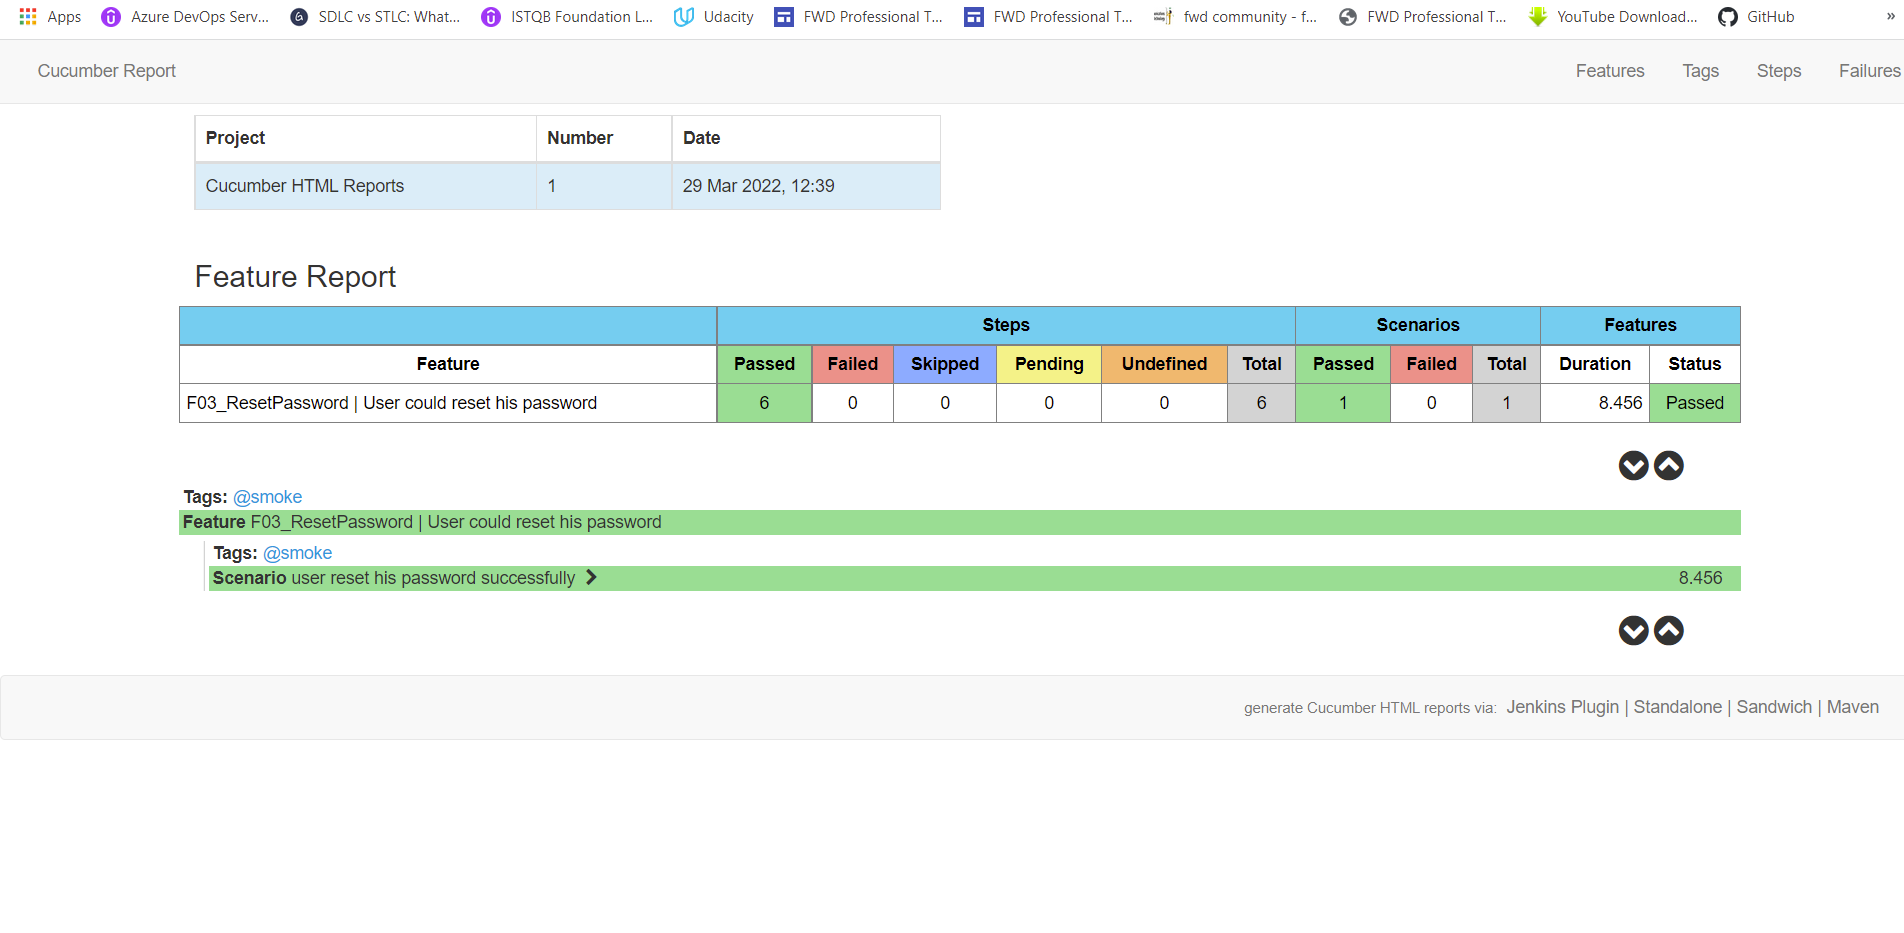 Apps Azure DevOps Serv... SDLC vs STLC: What... ISTQB Foundation L... Udacity FWD Professional T... FWD Professional T... fwd community - f... FWD Professional T... YouTube Download... GitHub »
Cucumber Report Features Tags Steps Failures
Project Number Date
Cucumber HTML Reports 1 29 Mar 2022, 12:39
Feature Report
Steps Scenarios Features
Feature Passed Failed Skipped Pending Undefined Total Passed Failed Total Duration Status
F03_ResetPassword | User could reset his password 6 0 0 0 0 6 1 0 1 8.456 Passed
Tags: @smoke
Feature F03_ResetPassword | User could reset his password
Tags: @smoke
Scenario user reset his password successfully 8.456
generate Cucumber HTML reports via: Jenkins Plugin | Standalone | Sandwich | Maven